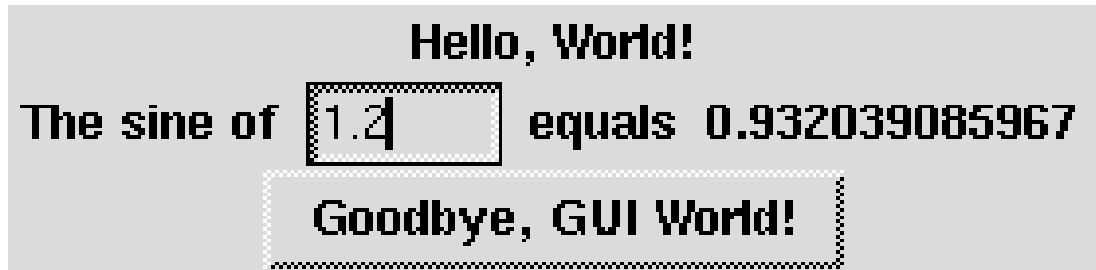 Hello, World!
The sine of 1.2 equals 0.932039085967
Goodbye, GUI World!